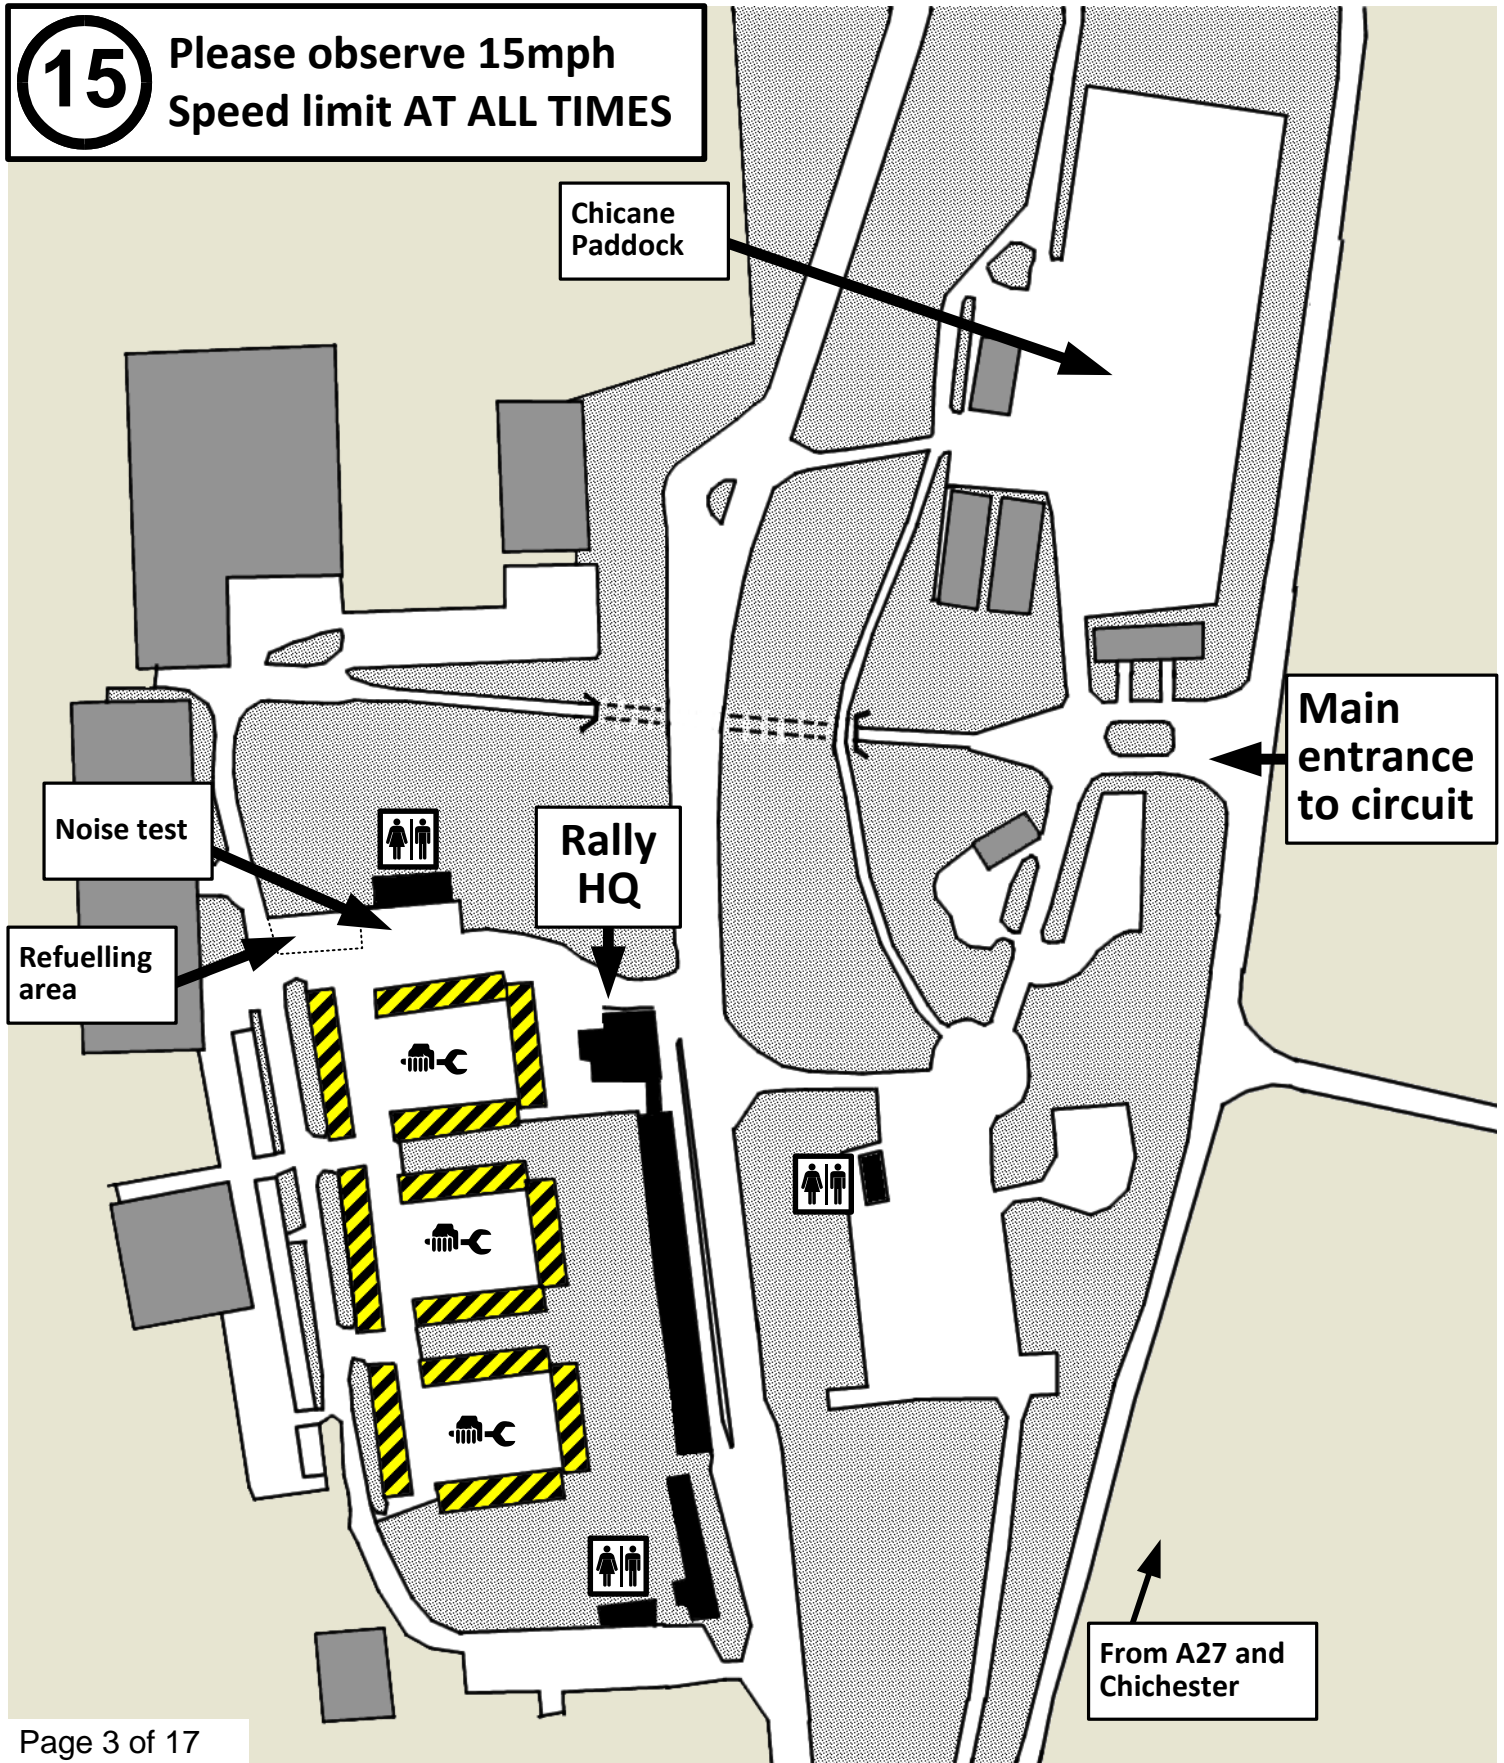 15
Please observe 15mph
Speed limit AT ALL TIMES
Chicane
Paddock
Main
entrance
to circuit
Noise test
Rally
HQ
Refuelling
area
From A27 and
Chichester
Page 3 of 17